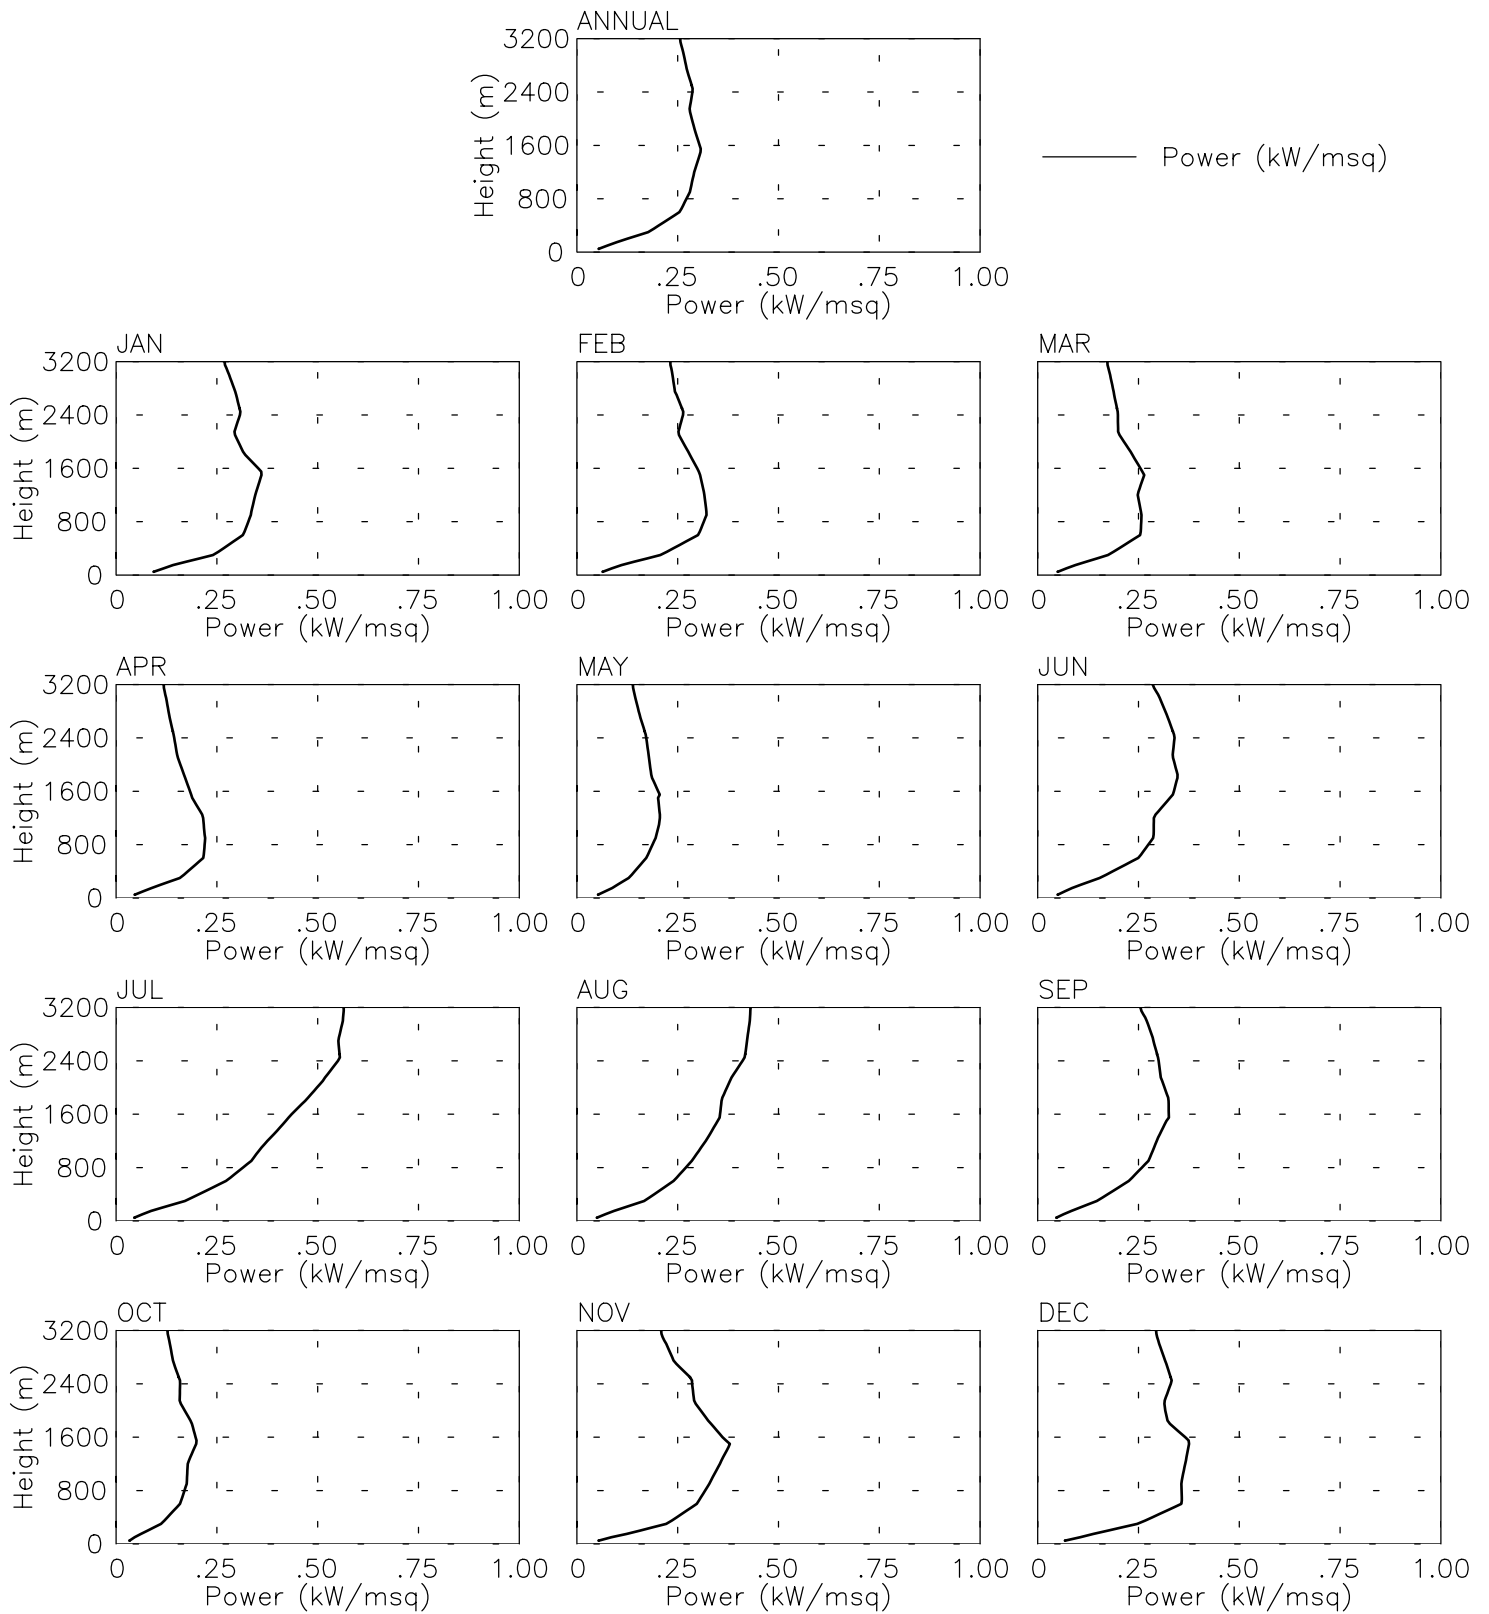 ANNUAL
3200
2400
1600
800
0
Height (m)
0 .25 .50 .75 1.00
Power (kW/msq)
Power (kW/msq)
JAN
3200
2400
1600
800
0
Height (m)
0 .25 .50 .75 1.00
Power (kW/msq)
FEB
0 .25 .50 .75 1.00
Power (kW/msq)
MAR
0 .25 .50 .75 1.00
Power (kW/msq)
APR
3200
2400
1600
800
0
Height (m)
0 .25 .50 .75 1.00
Power (kW/msq)
MAY
0 .25 .50 .75 1.00
Power (kW/msq)
JUN
0 .25 .50 .75 1.00
Power (kW/msq)
JUL
3200
2400
1600
800
0
Height (m)
0 .25 .50 .75 1.00
Power (kW/msq)
AUG
0 .25 .50 .75 1.00
Power (kW/msq)
SEP
0 .25 .50 .75 1.00
Power (kW/msq)
OCT
3200
2400
1600
800
0
Height (m)
0 .25 .50 .75 1.00
Power (kW/msq)
NOV
0 .25 .50 .75 1.00
Power (kW/msq)
DEC
0 .25 .50 .75 1.00
Power (kW/msq)